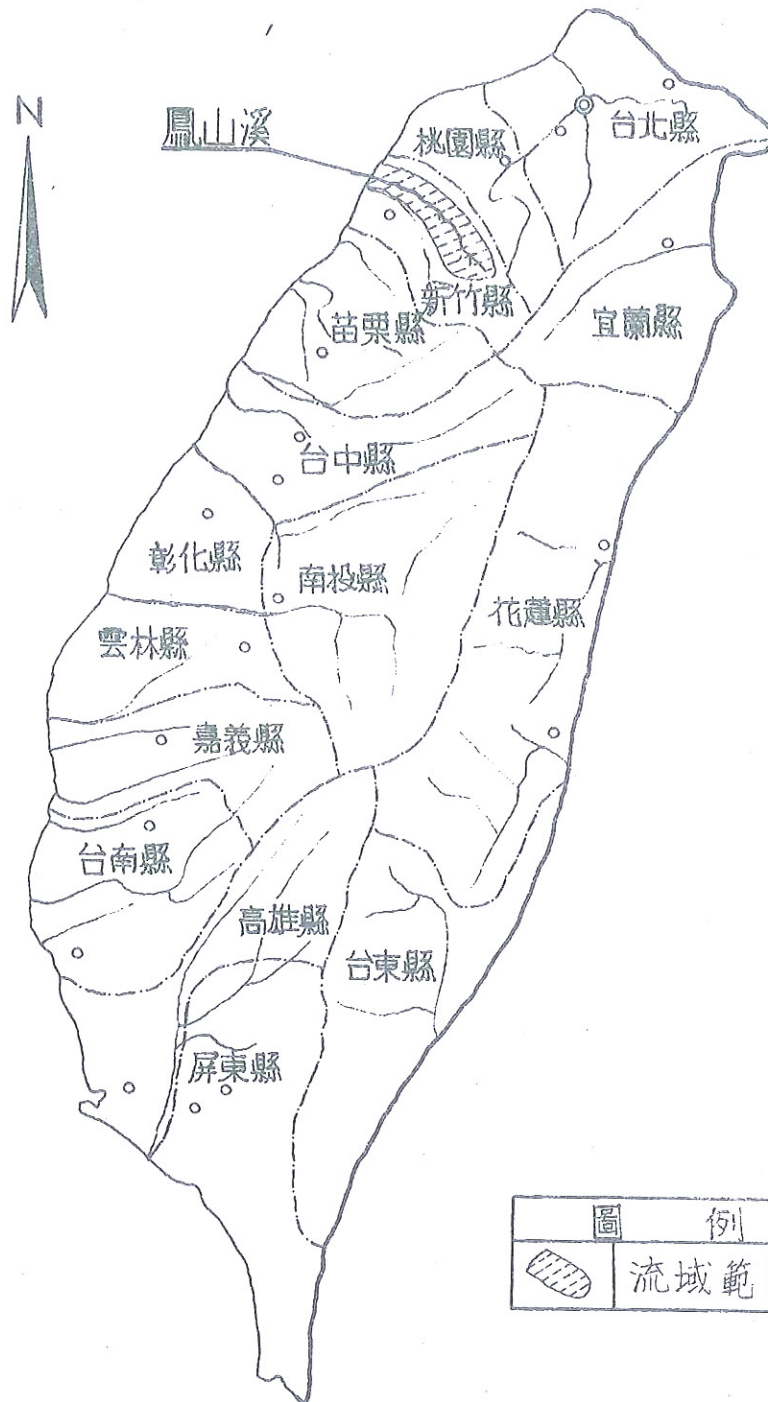 N
鳳山溪
桃園縣
台北縣
新竹縣
苗栗縣
宜蘭縣
台中縣
彰化縣
南投縣
花蓮縣
雲林縣
嘉義縣
台南縣
高雄縣
台東縣
屏東縣
圖 例
流域範